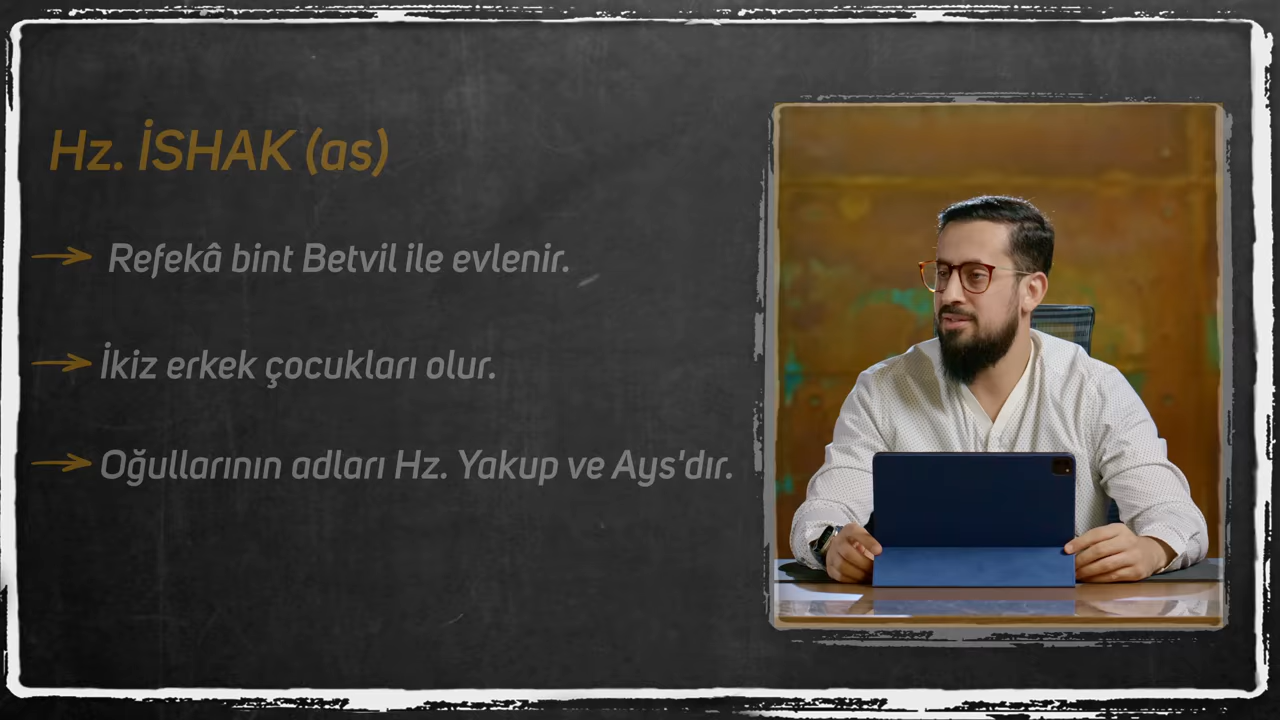 Hz. İSHAK (as)
Refekâ bint Betvil ile evlenir.
İkiz erkek çocukları olur.
Oğullarının adları Hz. Yakup ve Ays'dır.